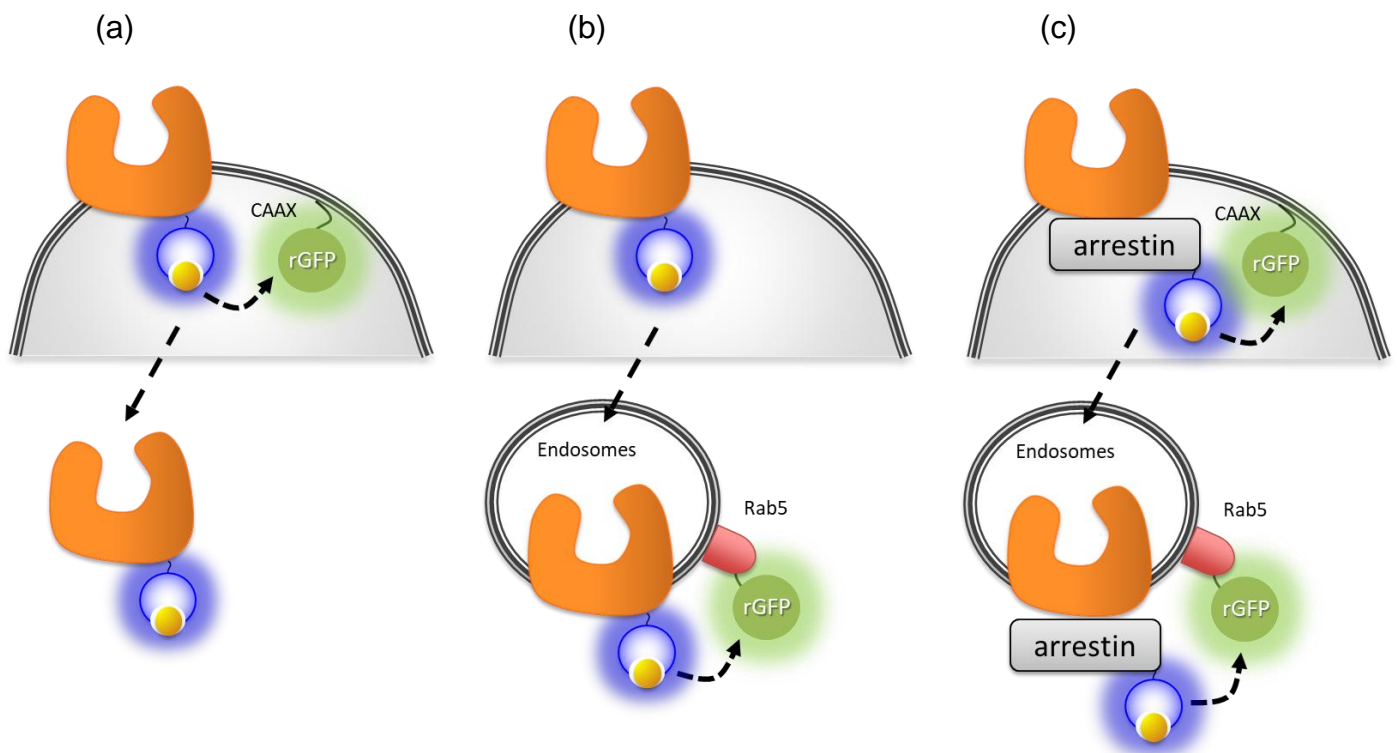 (a)
(b)
(c)
CAAX
rGFP
CAAX
arrestin
rGFP
Endosomes
Rab5
rGFP
Endosomes
Rab5
rGFP
arrestin